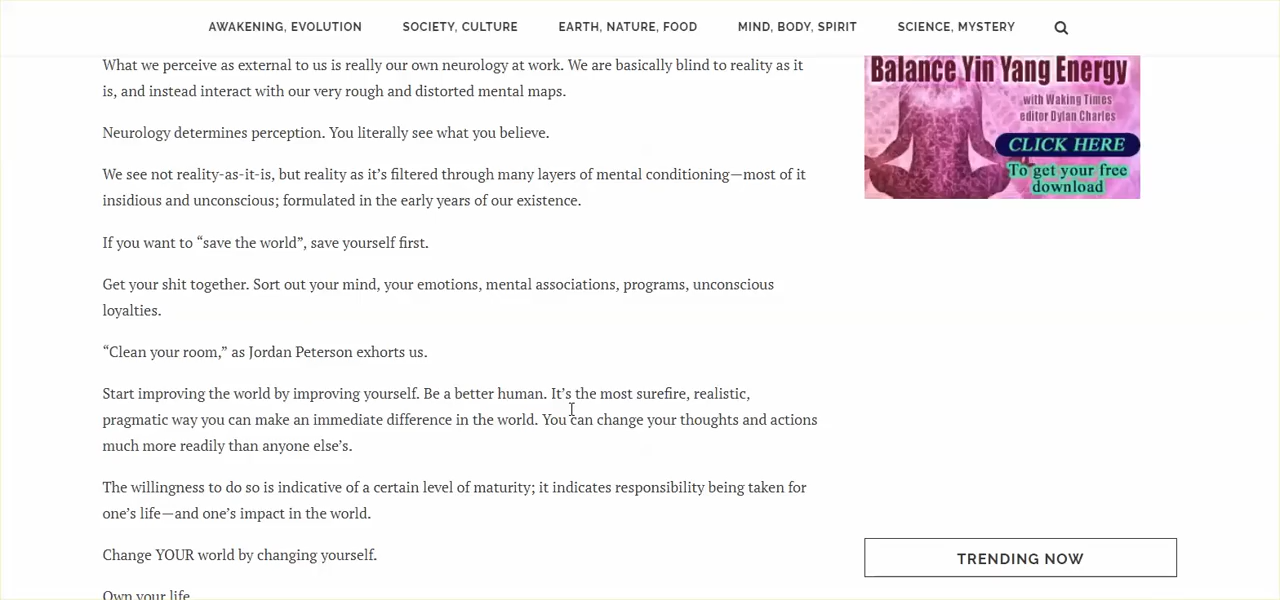 AWAKENING, EVOLUTION SOCIETY, CULTURE EARTH, NATURE, FOOD MIND, BODY, SPIRIT SCIENCE, MYSTERY
What we perceive as external to us is really our own neurology at work. We are basically blind to reality as it
is, and instead interact with our very rough and distorted mental maps.
Neurology determines perception. You literally see what you believe.
We see not reality-as-it-is, but reality as it’s filtered through many layers of mental conditioning—most of it
insidious and unconscious; formulated in the early years of our existence.
If you want to “save the world”, save yourself first.
Get your shit together. Sort out your mind, your emotions, mental associations, programs, unconscious
loyalties.
“Clean your room,” as Jordan Peterson exhorts us.
Start improving the world by improving yourself. Be a better human. It’s the most surefire, realistic,
pragmatic way you can make an immediate difference in the world. You can change your thoughts and actions
much more readily than anyone else’s.
The willingness to do so is indicative of a certain level of maturity; it indicates responsibility being taken for
one’s life—and one’s impact in the world.
Change YOUR world by changing yourself.
Own your life
Balance Yin Yang Energy
with Waking Times
editor Dylan Charles
CLICK HERE
To get your free
download
TRENDING NOW